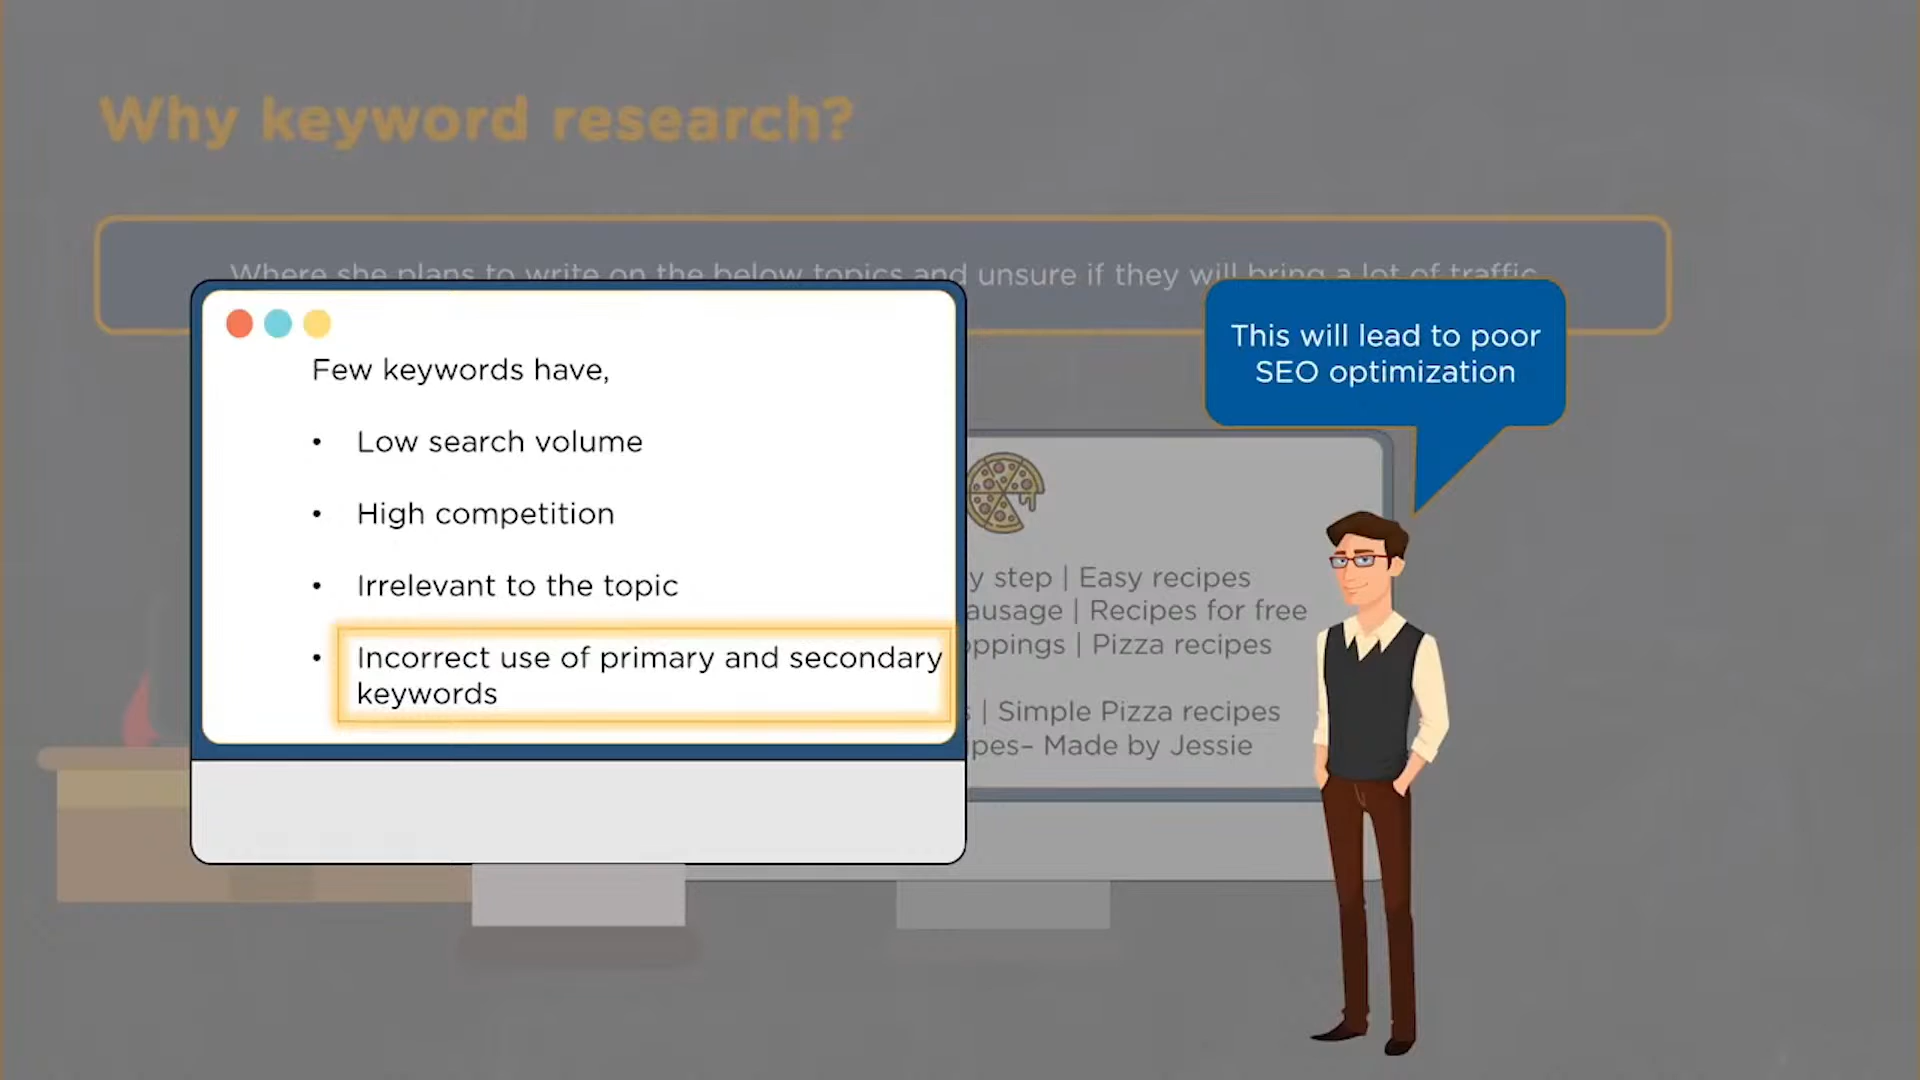 Why keyword research?
Where she plans to write on the below topics and unsure if they will bring a lot of traffic
This will lead to poor
SEO optimization
Few keywords have,
• Low search volume
• High competition
• Irrelevant to the topic
• Incorrect use of primary and secondary
keywords
step | Easy recipes
| Recipes for free
| Pizza recipes
| Simple Pizza recipes
– Made by Jessie